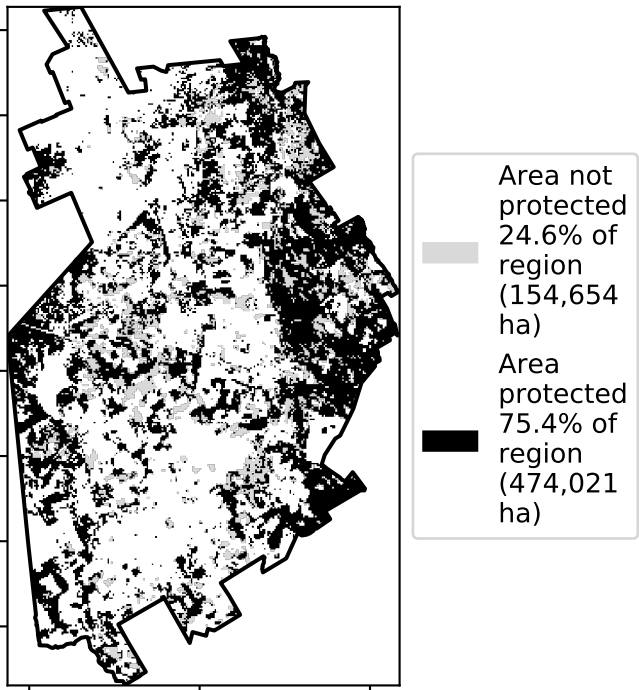 Area not
protected
24.6% of
region
(154,654
ha)
Area
protected
75.4% of
region
(474,021
ha)